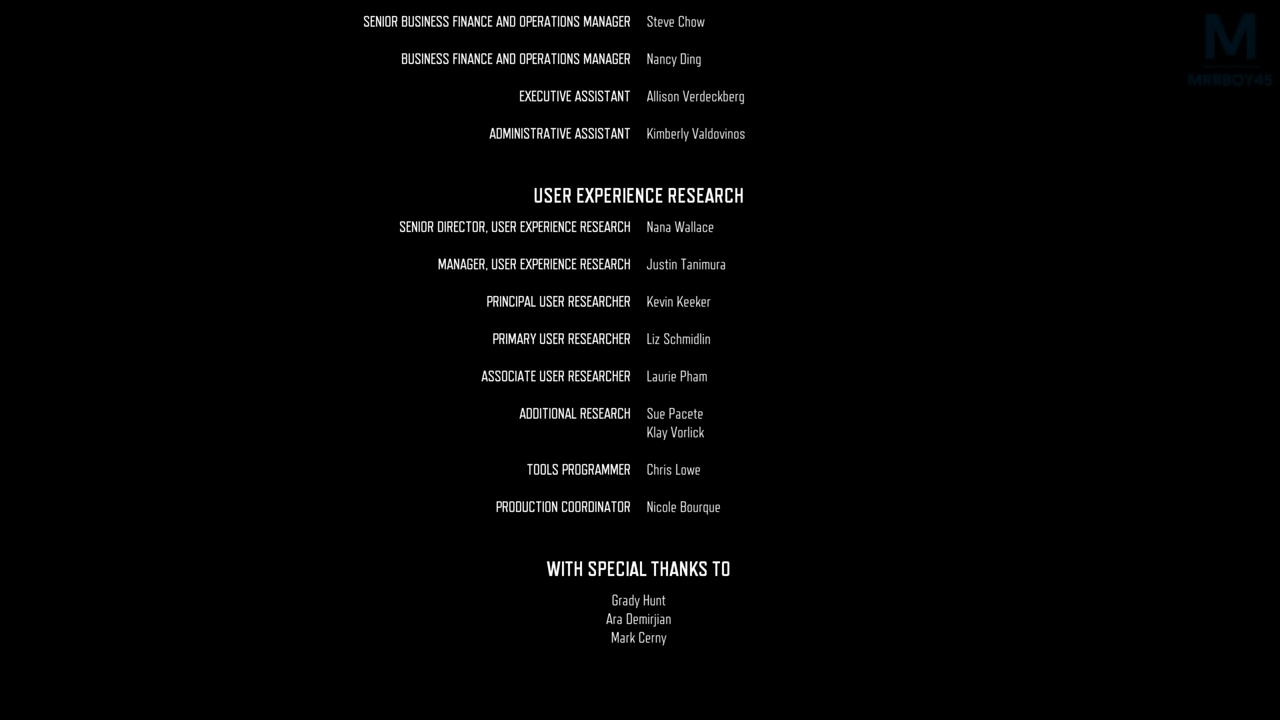 SENIOR BUSINESS FINANCE AND OPERATIONS MANAGER Steve Chow
BUSINESS FINANCE AND OPERATIONS MANAGER Nancy Ding
EXECUTIVE ASSISTANT Allison Verdeckberg
ADMINISTRATIVE ASSISTANT Kimberly Valdovinos
USER EXPERIENCE RESEARCH
SENIOR DIRECTOR, USER EXPERIENCE RESEARCH Nana Wallace
MANAGER, USER EXPERIENCE RESEARCH Justin Tanimura
PRINCIPAL USER RESEARCHER Kevin Keeker
PRIMARY USER RESEARCHER Liz Schmidlin
ASSOCIATE USER RESEARCHER Laurie Pham
ADDITIONAL RESEARCH Sue Pacete
Klay Vorlick
TOOLS PROGRAMMER Chris Lowe
PRODUCTION COORDINATOR Nicole Bourque
WITH SPECIAL THANKS TO
Grady Hunt
Ara Demirjian
Mark Cerny
M